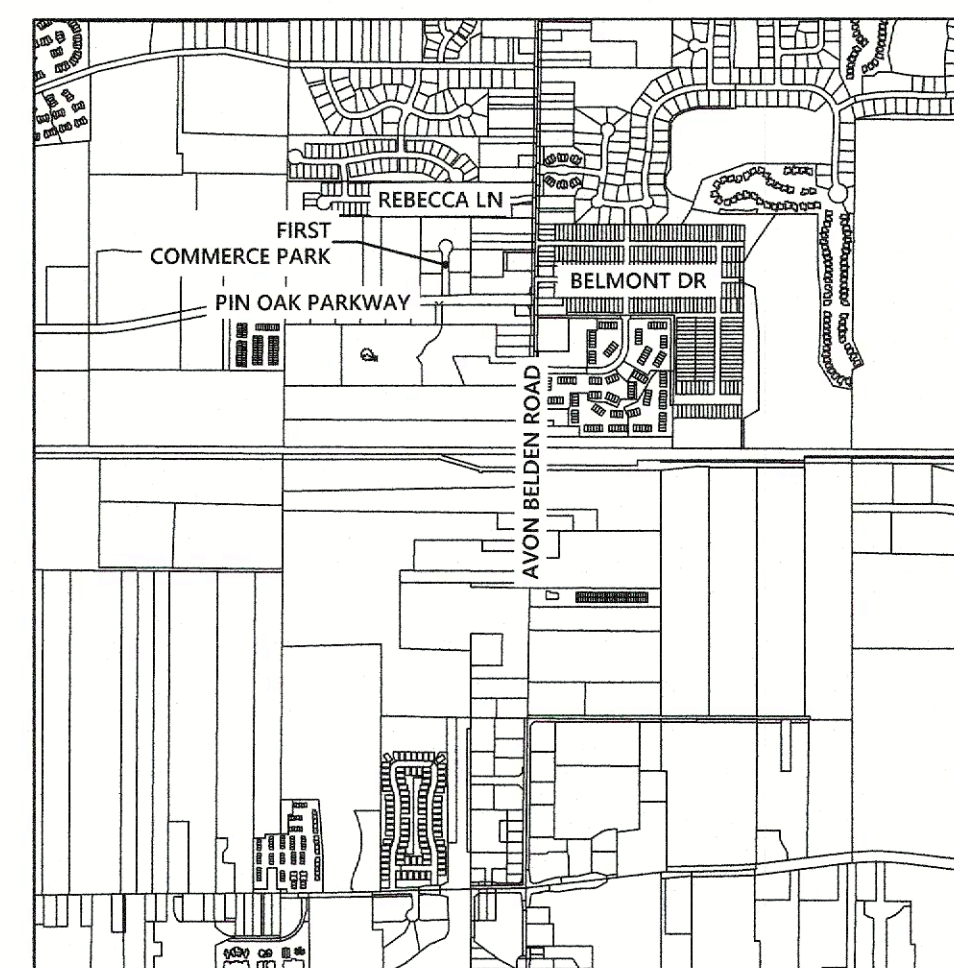 REBECCA LN
FIRST
COMMERCE PARK
BELMONT DR
PIN OAK PARKWAY
AVON BELDEN ROAD